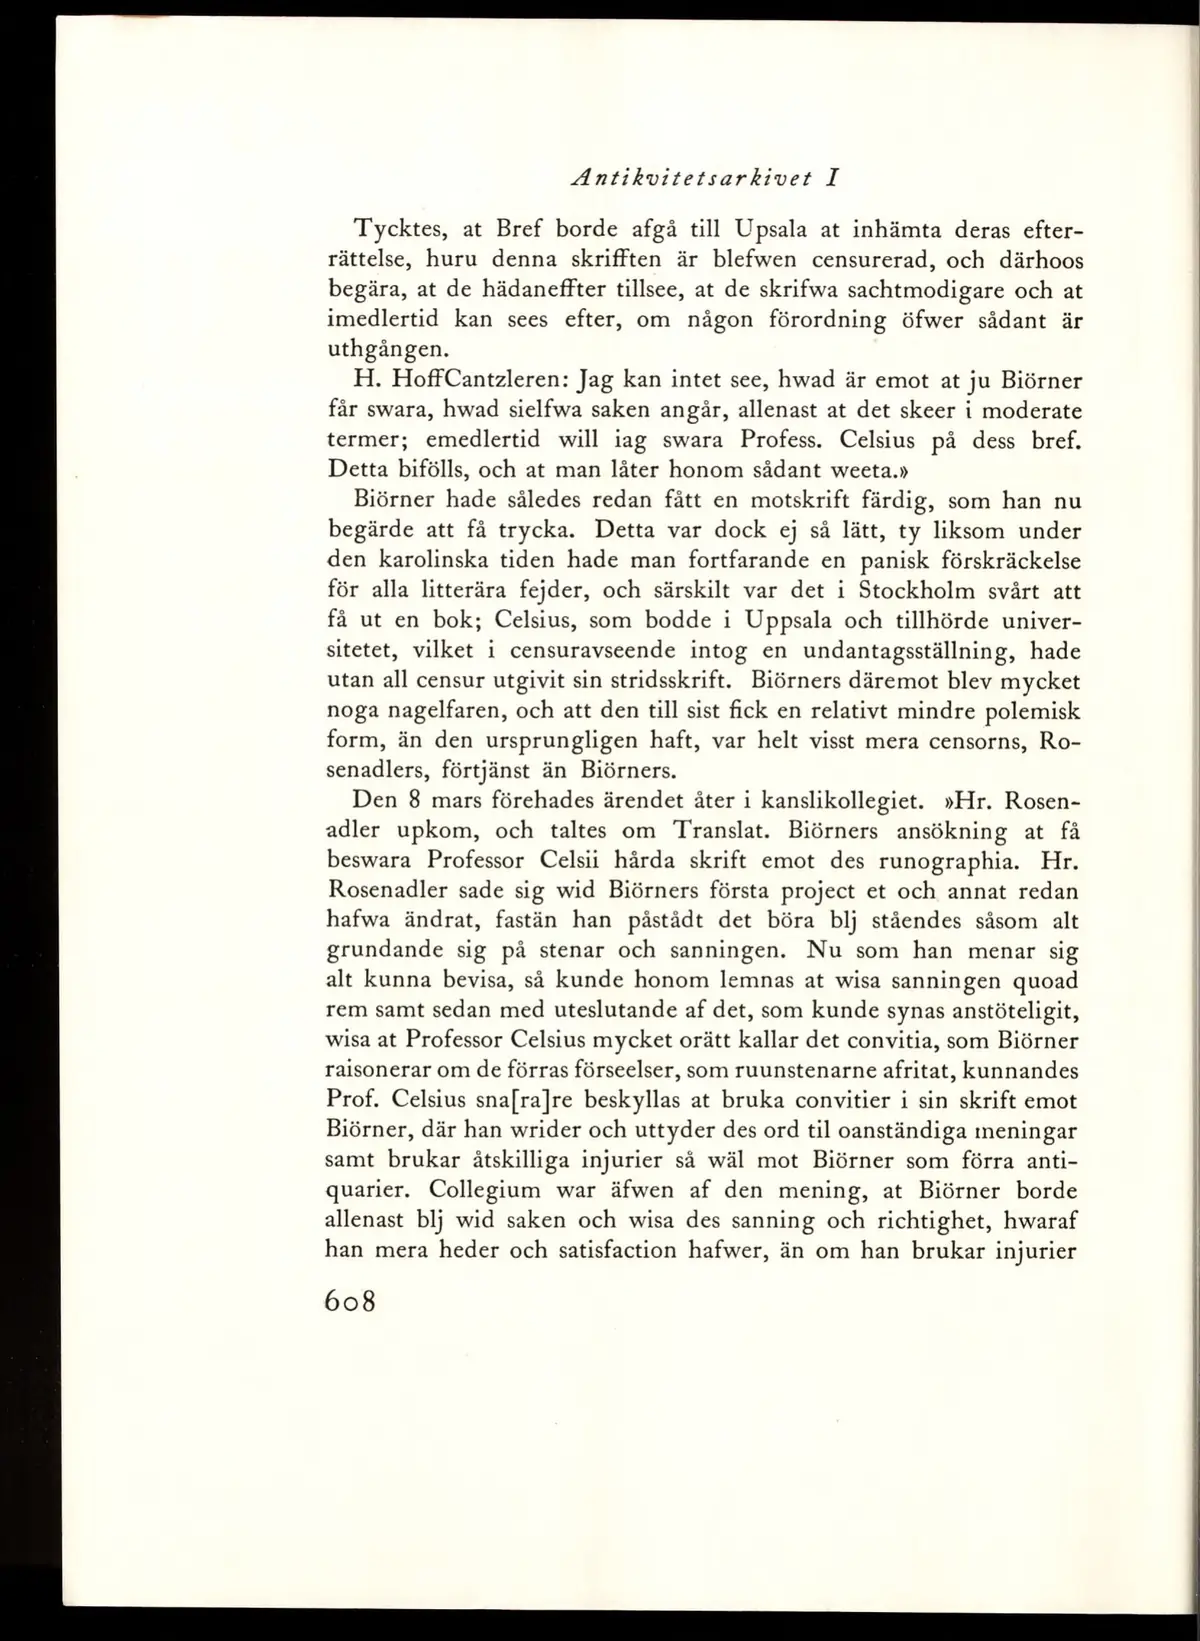 Antikvitetsarkivet I
Tycktes, at Bref borde afgå till Upsala at inhämta deras efter-
rättelse, huru denna skrifften är blefwen censurerad, och därhoos
begära, at de hädaneffter tillsee, at de skrifwa sachtmodigare och at
imedlertid kan sees efter, om någon förordning öfwer sådant är
uthgången.
H. HoffCantzleren: Jag kan intet see, hwad är emot at ju Biörner
får swara, hwad sielfwa saken angår, allenast at det skeer i moderate
termer; emedlertid will iag swara Profess. Celsius på dess bref.
Detta bifölls, och at man låter honom sådant weeta.»
Biörner hade således redan fått en motskrift färdig, som han nu
begärde att få trycka. Detta var dock ej så lätt, ty liksom under
den karolinska tiden hade man fortfarande en panisk förskräckelse
för alla litterära fejder, och särskilt var det i Stockholm svårt att
få ut en bok; Celsius, som bodde i Uppsala och tillhörde univer-
sitetet, vilket i censuravseende intog en undantagsställning, hade
utan all censur utgivit sin stridsskrift. Biörners däremot blev mycket
noga nagelfaren, och att den till sist fick en relativt mindre polemisk
form, än den ursprungligen haft, var helt visst mera censorns, Ro-
senadlers, förtjänst än Biörners.
Den 8 mars förehades ärendet åter i kanslikollegiet. »Hr. Rosen-
adler upkom, och taltes om Translat. Biörners ansökning at få
beswara Professor Celsii hårda skrift emot des runographia. Hr.
Rosenadler sade sig wid Biörners första project et och annat redan
hafwa ändrat, fastän han påstådt det böra blj ståendes såsom alt
grundande sig på stenar och sanningen. Nu som han menar sig
alt kunna bevisa, så kunde honom lemnas at wisa sanningen quoad
rem samt sedan med uteslutande af det, som kunde synas anstöteligit,
wisa at Professor Celsius mycket orätt kallar det convitia, som Biörner
raisonerar om de förras förseelser, som ruunstenarne afritat, kunnandes
Prof. Celsius sna[ra]re beskyllas at bruka convitier i sin skrift emot
Biörner, där han wrider och uttyder des ord til oanständiga meningar
samt brukar åtskilliga injurier så wäl mot Biörner som förra anti-
quarier. Collegium war äfwen af den mening, at Biörner borde
allenast blj wid saken och wisa des sanning och richtighet, hwaraf
han mera heder och satisfaction hafwer, än om han brukar injurier
608